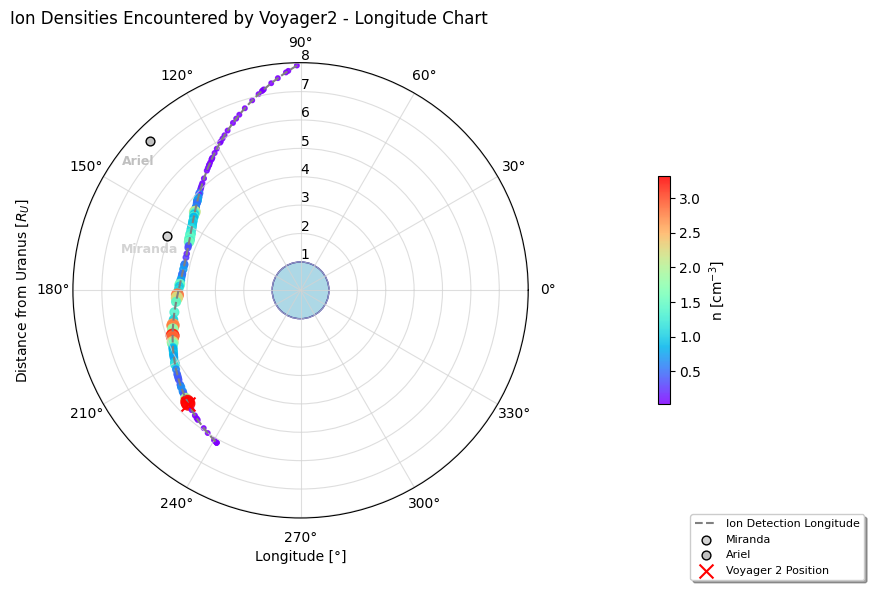 Ion Densities Encountered by Voyager2 - Longitude Chart
90°
8
120°
60°
7
6
5
Ariel
150°
30°
4
3
2
Miranda
1
180°
0°
Distance from Uranus [R_U]
3.0
2.5
2.0
1.5
1.0
0.5
n [cm⁻³]
210°
330°
240°
300°
270°
Longitude [°]
Ion Detection Longitude
Miranda
Ariel
Voyager 2 Position